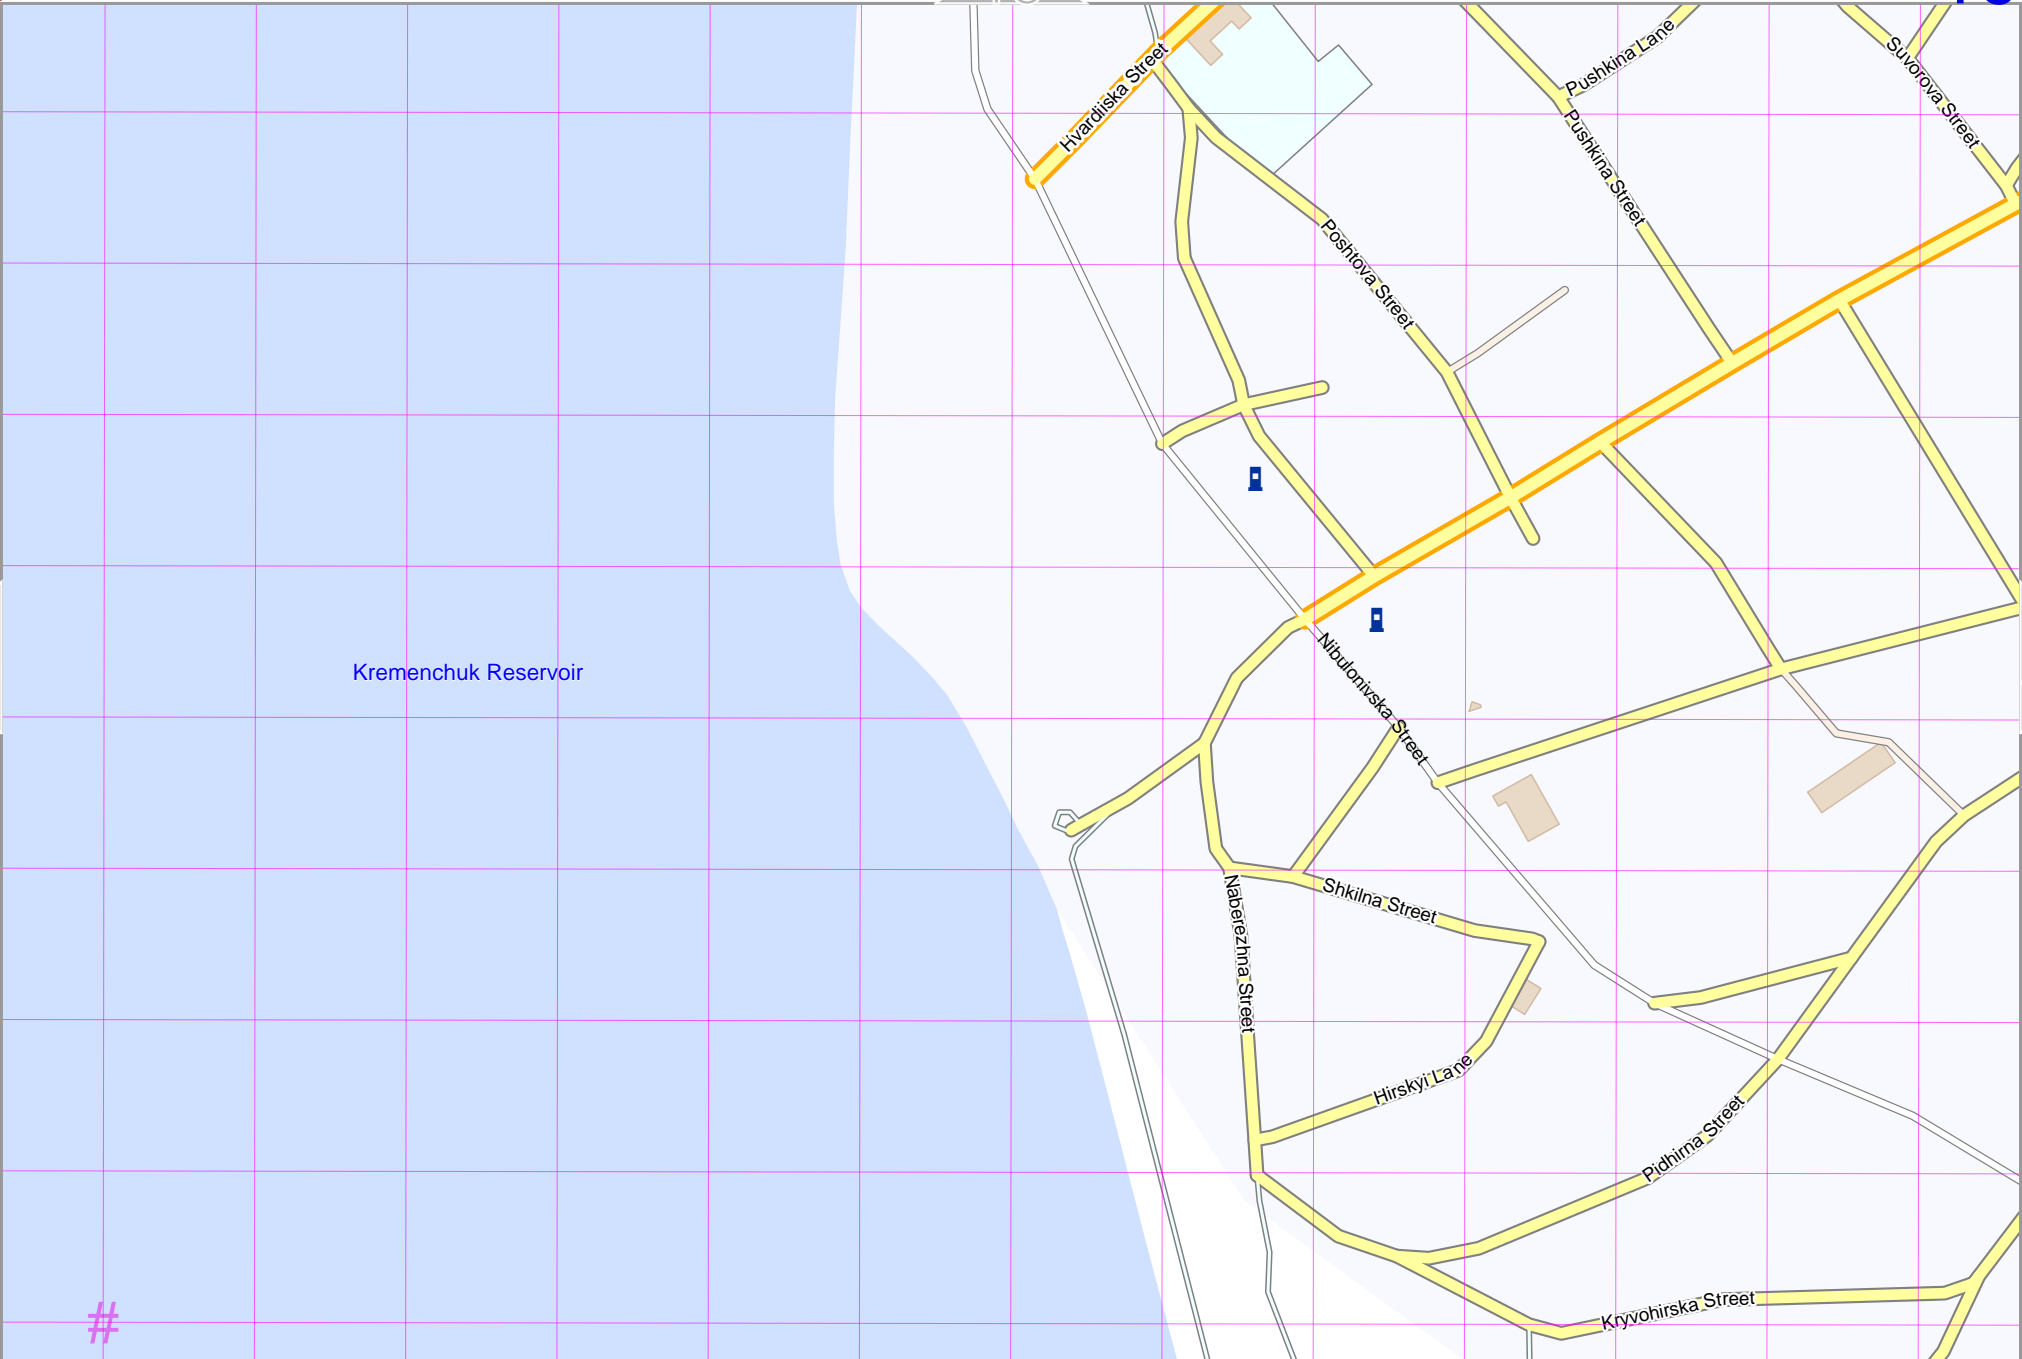 Pushkina Lane
Suvorova Street
Hvardiiska Street
Pushkina Street
Poshtova Street
Kremenchuk Reservoir
Nibulonivska Street
Shkilna Street
Naberezhna Street
Hirskyi Lane
Pidhirna Street
Kryvohirska Street
#